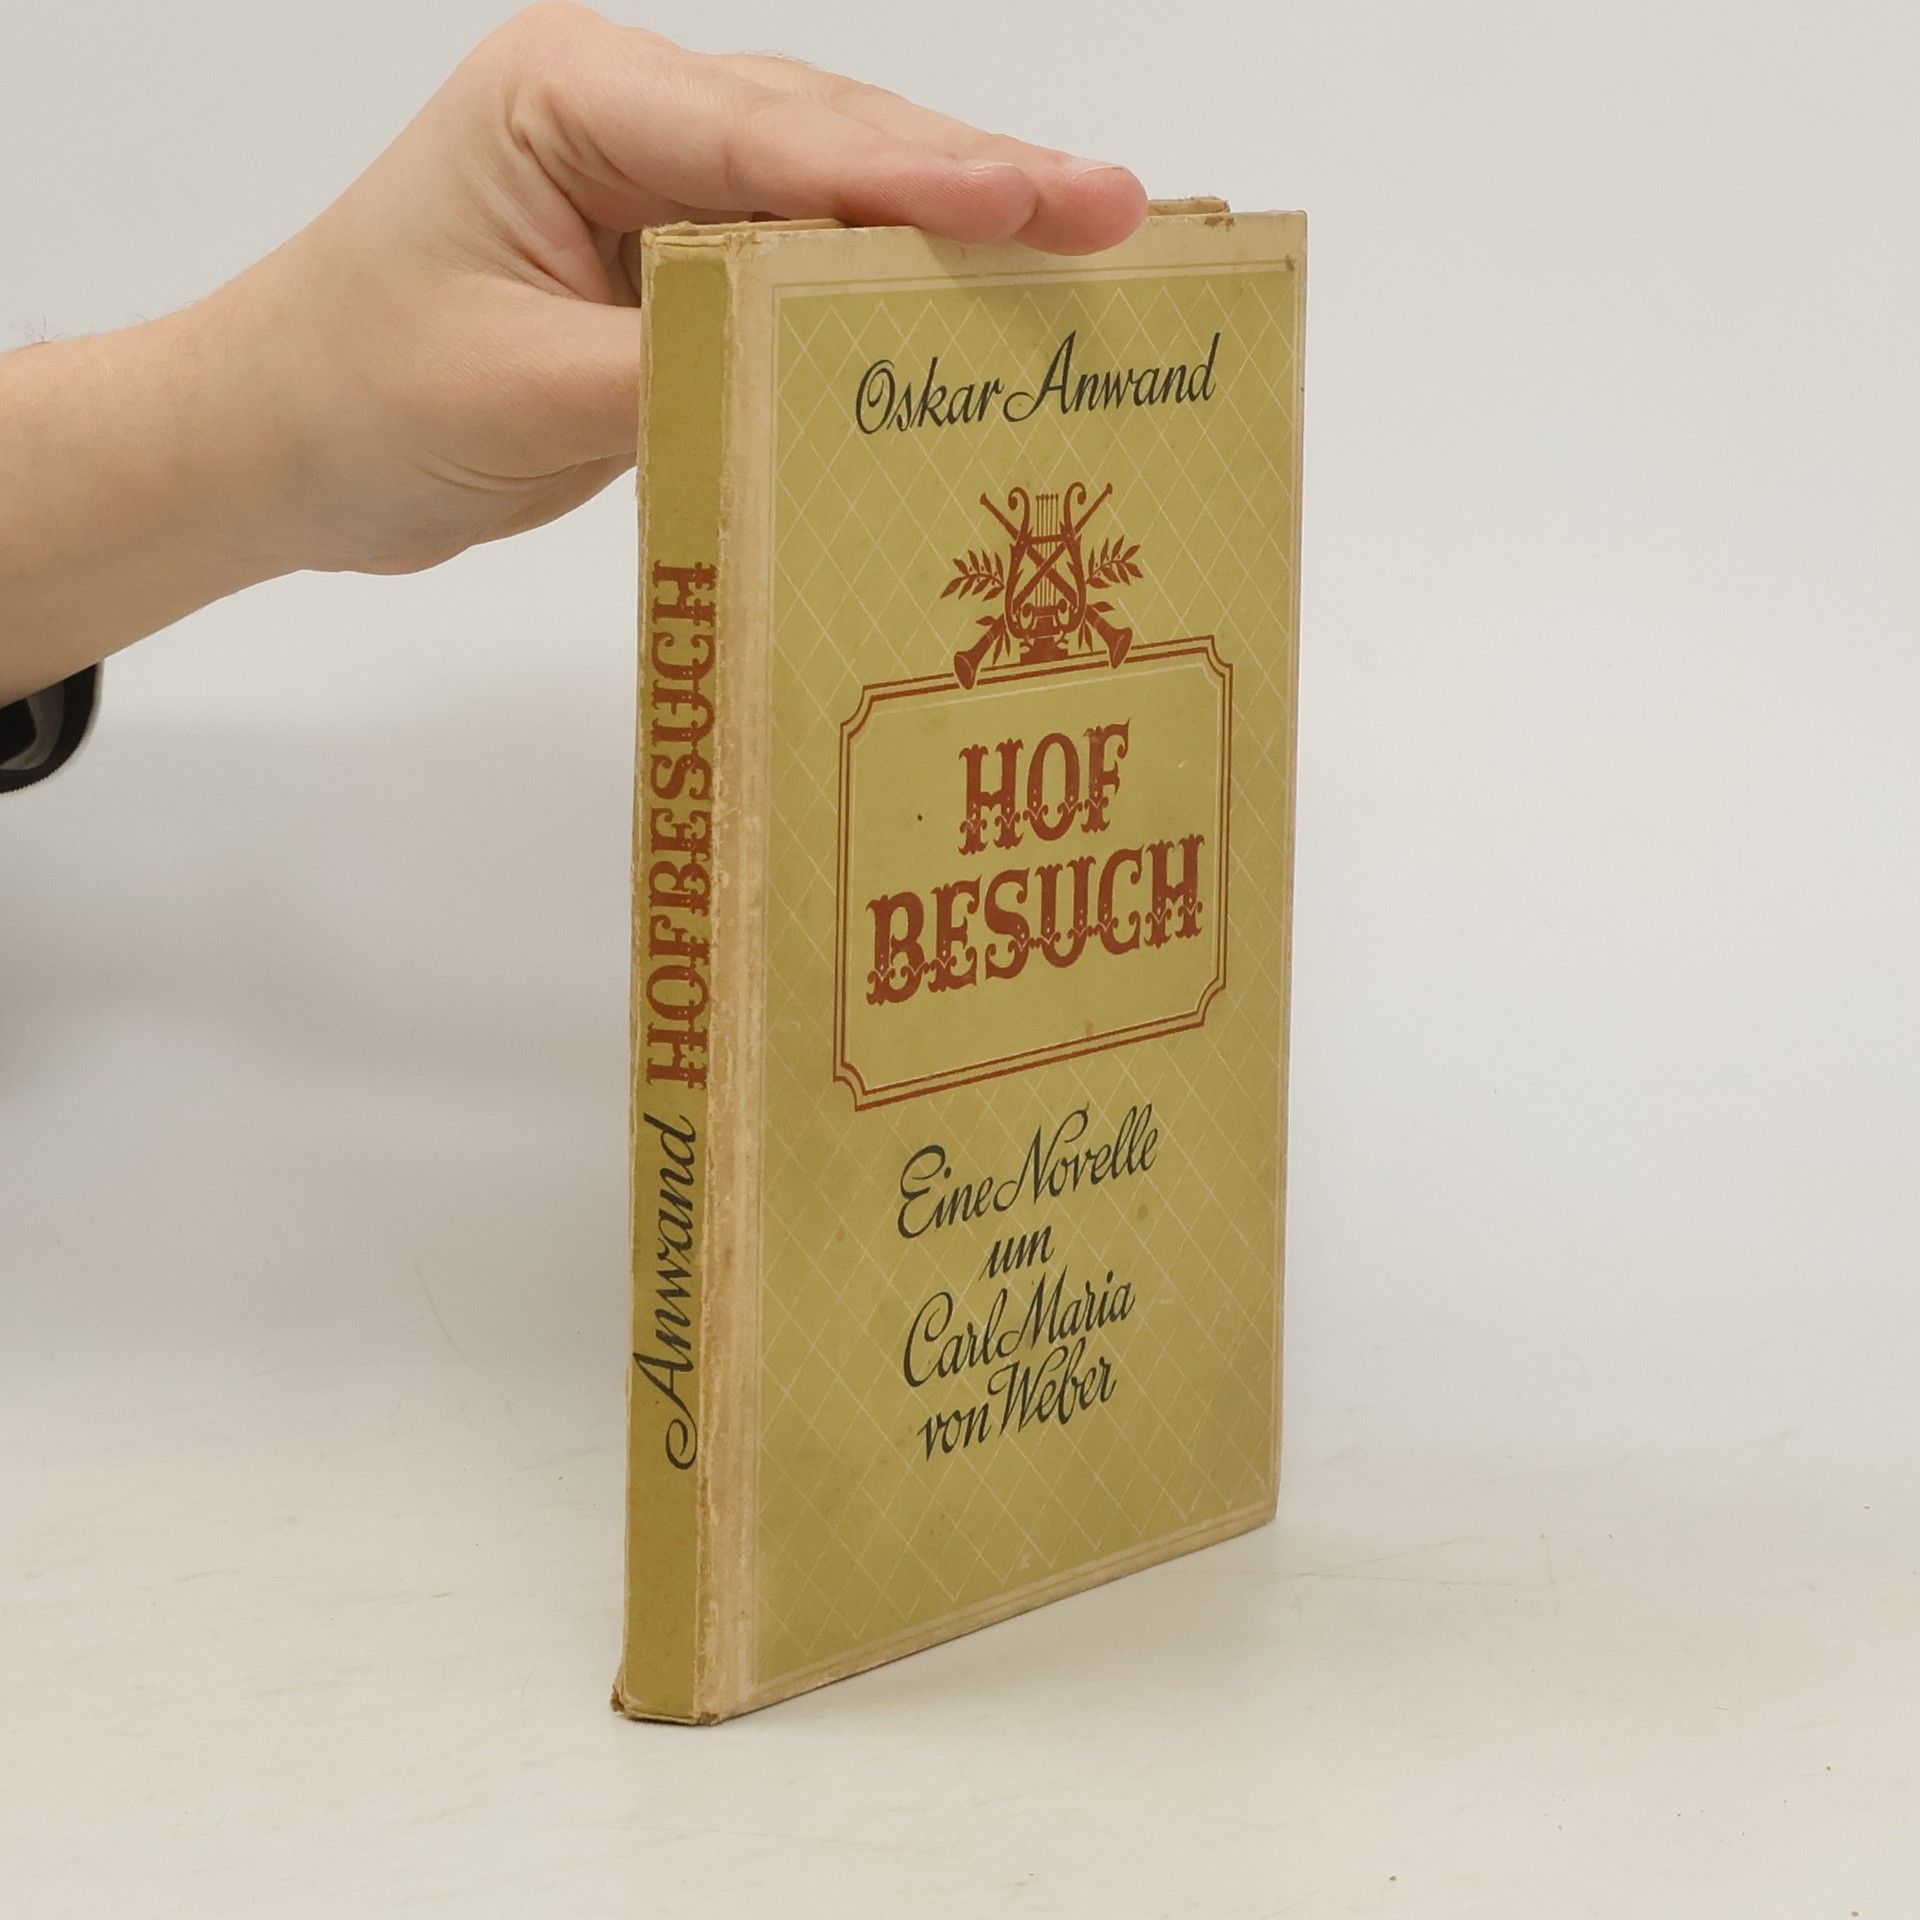 Anwand HOFBESUCH
Oskar Anwand
HOF
BESUCH
Eine Novelle
um
Carl Maria
von Weber